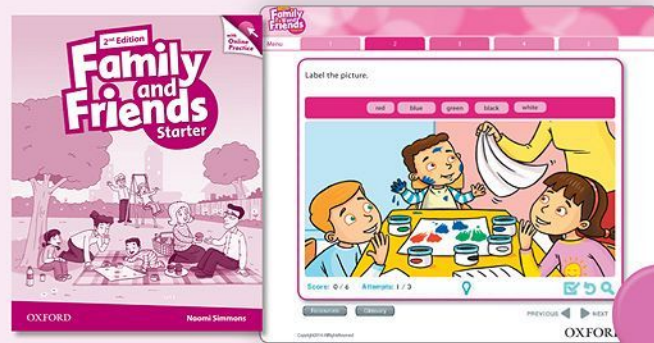 2nd Edition
Family
and
Friends
Starter
with
Online
Practice
OXFORD
Naomi Simmons
Family
and
Friends
Menu
1
2
3
4
5
Label the picture.
red blue green black white
Score: 0/6 Attempts: 1/3
Resources Glossary
PREVIOUS NEXT
OXFOR